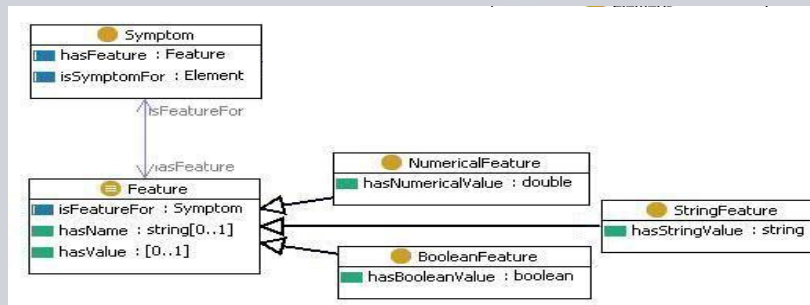 Symptom
hasFeature : Feature
isSymptomFor : Element
isFeatureFor
hasFeature
Feature
isFeatureFor : Symptom
hasName : string[0..1]
hasValue : [0..1]
NumericalFeature
hasNumericalValue : double
StringFeature
hasStringValue : string
BooleanFeature
hasBooleanValue : boolean